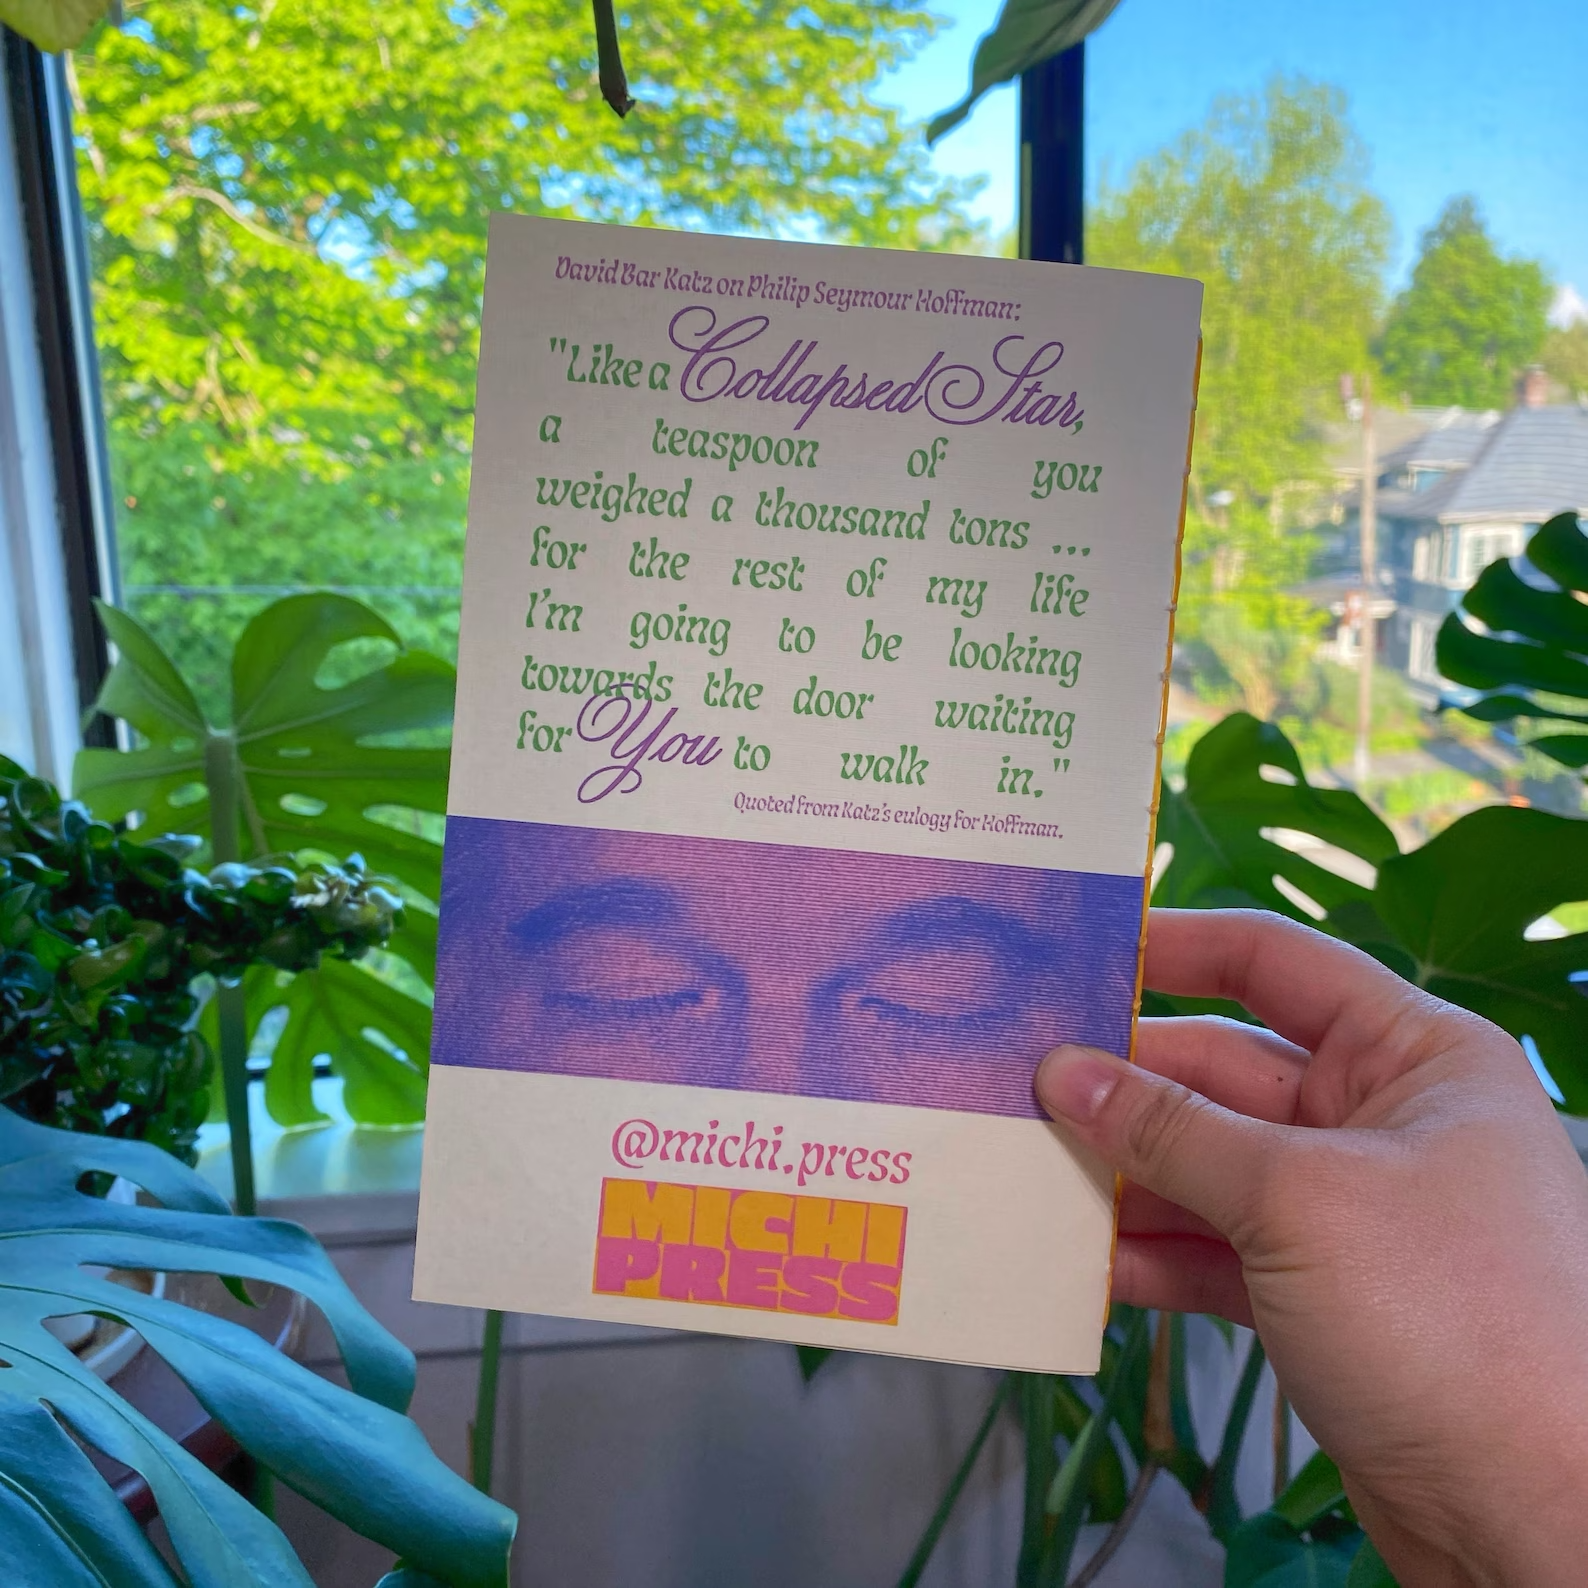 David Bar Katz on Philip Seymour Hoffman:
"Like a Collapsed Star,
a teaspoon of you
weighed a thousand tons ...
for the rest of my life
I'm going to be looking
towards the door waiting
for You to walk in."
Quoted from Katz's eulogy for Hoffman.
@michi.press
MICHI
PRESS